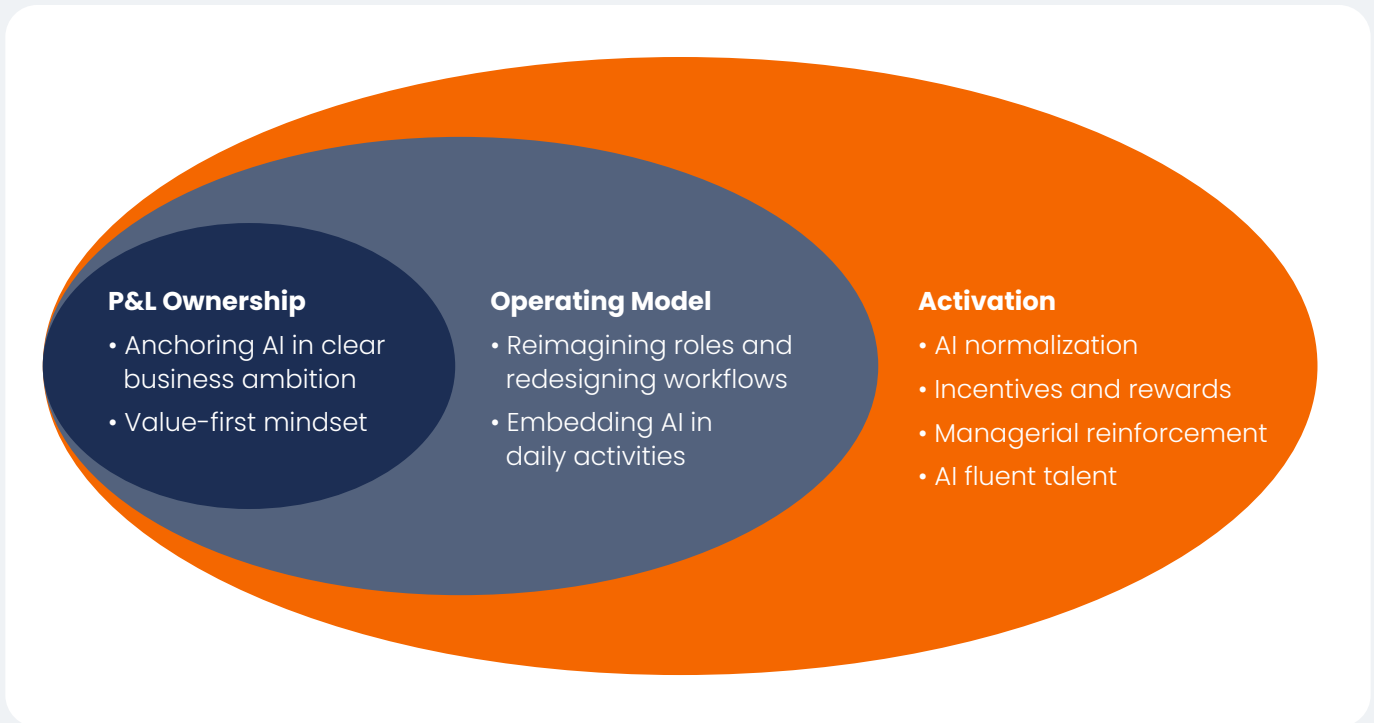 P&L Ownership
• Anchoring AI in clear
business ambition
• Value-first mindset
Operating Model
• Reimagining roles and
redesigning workflows
• Embedding AI in
daily activities
Activation
• AI normalization
• Incentives and rewards
• Managerial reinforcement
• AI fluent talent